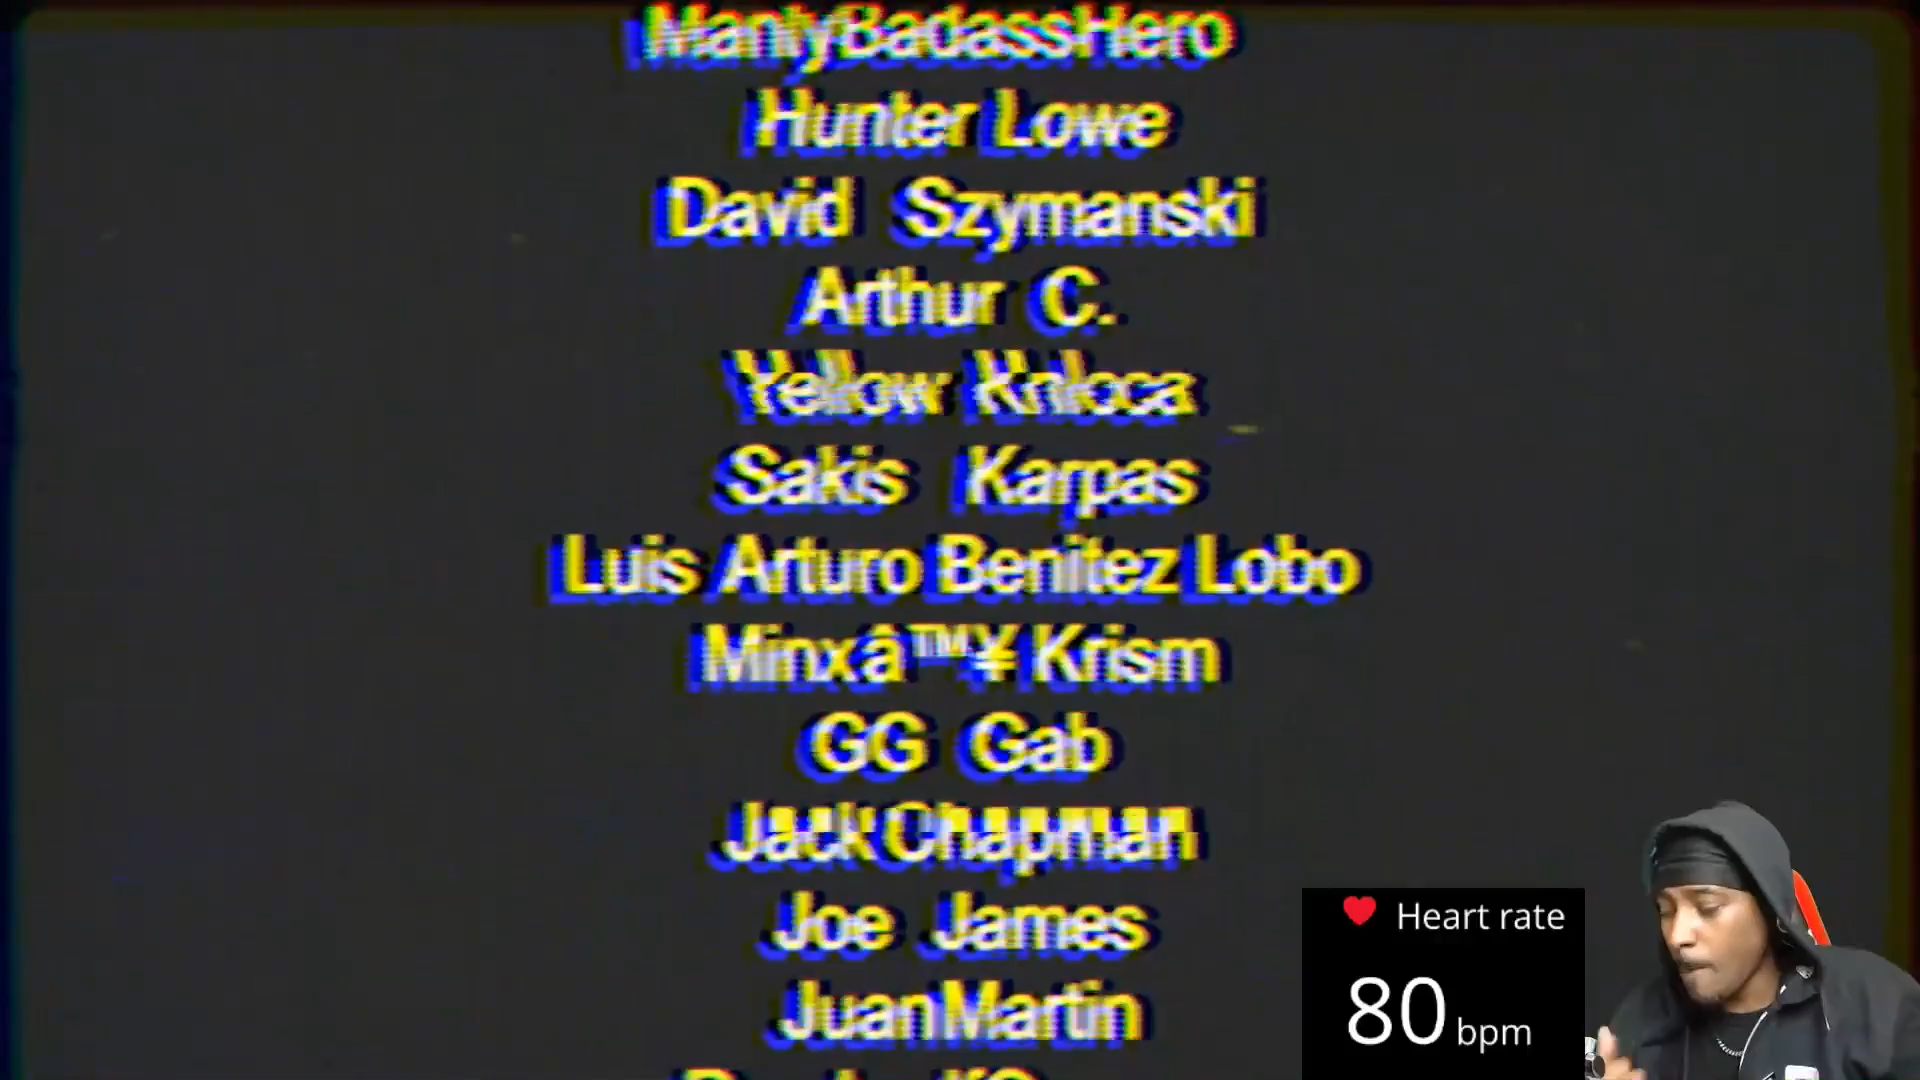 ManlyBadassHero
Hunter Lowe
David Szymanski
Arthur C.
Yellow
Sakis Karpas
Luis Arturo Benitez Lobo
Minxâ™¥ Krism
GG Gab
Jack Chapman
Joe James
JuanMartin
Heart rate
80 bpm